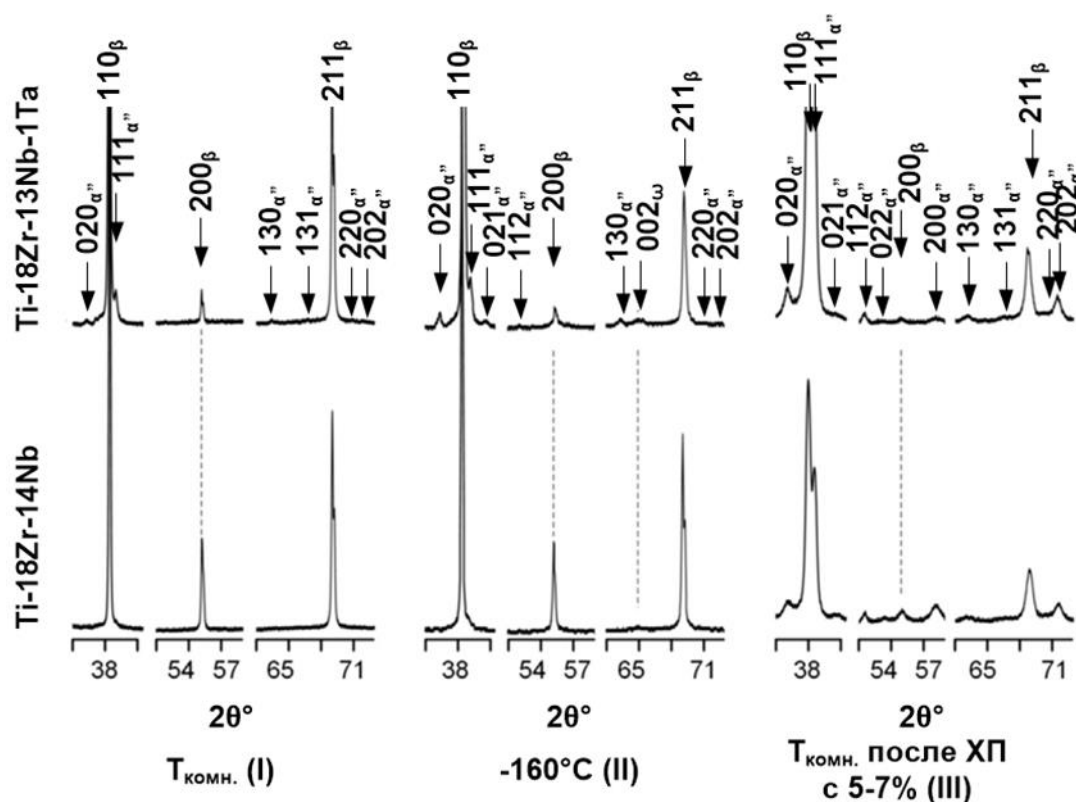 Ti-18Zr-13Nb-1Ta
020α"
110β
111α"
200β
130α"
131α"
211β
220α"
202α"
020α"
110β
111α"
021α"
112α"
200β
130α"
002ω
211β
220α"
202α"
020α"
110β
111α"
021α"
112α"
022α"
200β
200α"
130α"
131α"
211β
220α"
202α"
Ti-18Zr-14Nb
38 54 57 65 71
38 54 57 65 71
38 54 57 65 71
2θ° 2θ° 2θ°
Tкомн. (I)
-160°C (II)
Tкомн. после ХП
с 5-7% (III)